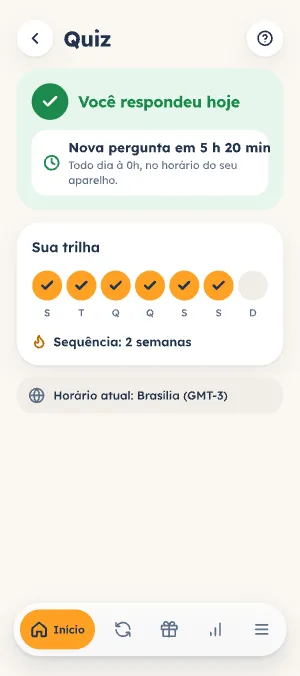 Quiz
Você respondeu hoje
Nova pergunta em 5 h 20 min
Todo dia à 0h, no horário do seu
aparelho.
Sua trilha
S T Q Q S S D
Sequência: 2 semanas
Horário atual: Brasília (GMT-3)
Início